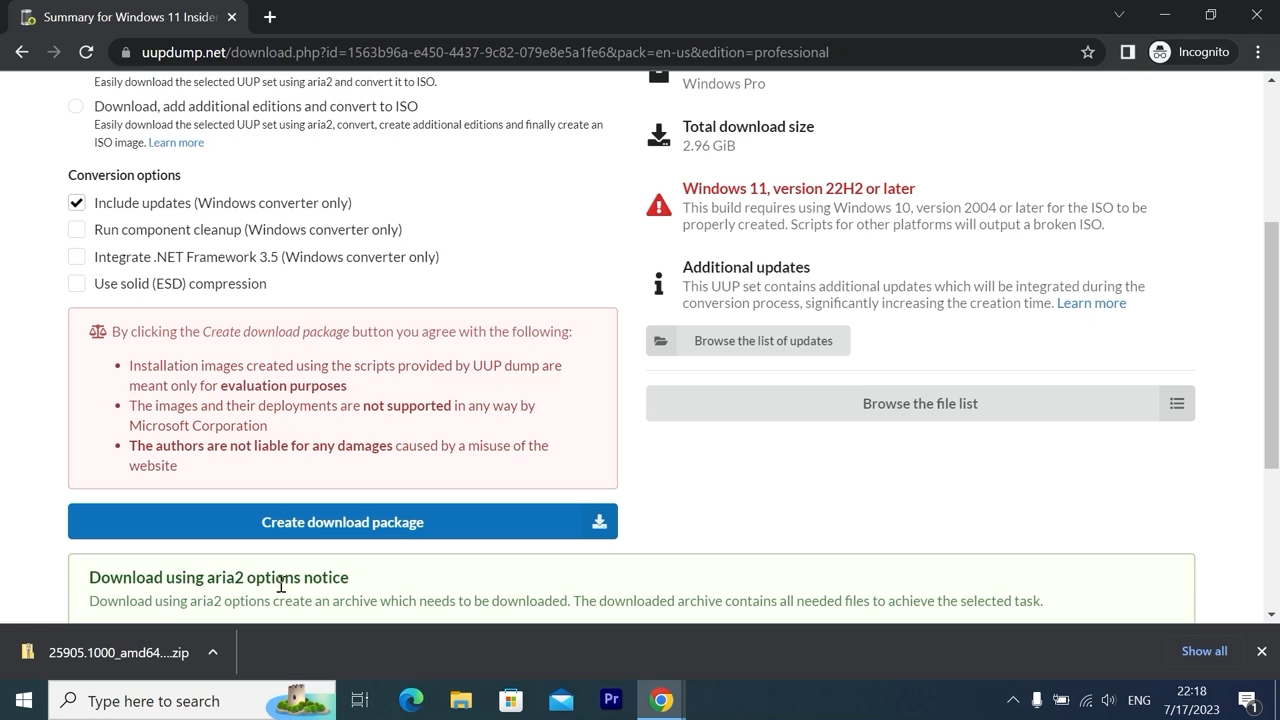 Summary for Windows 11 Insider
uupdump.net/download.php?id=1563b96a-e450-4437-9c82-079e8e5a1fe6&pack=en-us&edition=professional
Incognito
Easily download the selected UUP set using aria2 and convert it to ISO.
Download, add additional editions and convert to ISO
Easily download the selected UUP set using aria2, convert, create additional editions and finally create an
ISO image. Learn more
Conversion options
Include updates (Windows converter only)
Run component cleanup (Windows converter only)
Integrate .NET Framework 3.5 (Windows converter only)
Use solid (ESD) compression
By clicking the Create download package button you agree with the following:
Installation images created using the scripts provided by UUP dump are
meant only for evaluation purposes
The images and their deployments are not supported in any way by
Microsoft Corporation
The authors are not liable for any damages caused by a misuse of the
website
Create download package
Windows Pro
Total download size
2.96 GiB
Windows 11, version 22H2 or later
This build requires using Windows 10, version 2004 or later for the ISO to be
properly created. Scripts for other platforms will output a broken ISO.
Additional updates
This UUP set contains additional updates which will be integrated during the
conversion process, significantly increasing the creation time. Learn more
Browse the list of updates
Browse the file list
Download using aria2 options notice
Download using aria2 options create an archive which needs to be downloaded. The downloaded archive contains all needed files to achieve the selected task.
25905.1000_amd64....zip
Show all
Type here to search
Pr
ENG
22:18
7/17/2023
1